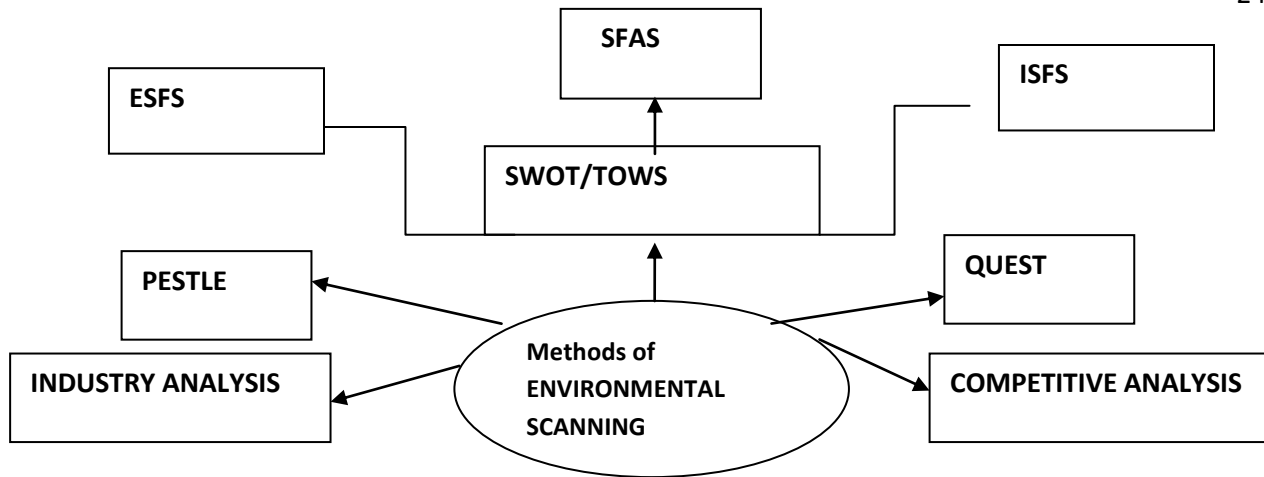 SFAS
ESFS
ISFS
SWOT/TOWS
PESTLE
QUEST
Methods of
ENVIRONMENTAL
SCANNING
INDUSTRY ANALYSIS
COMPETITIVE ANALYSIS